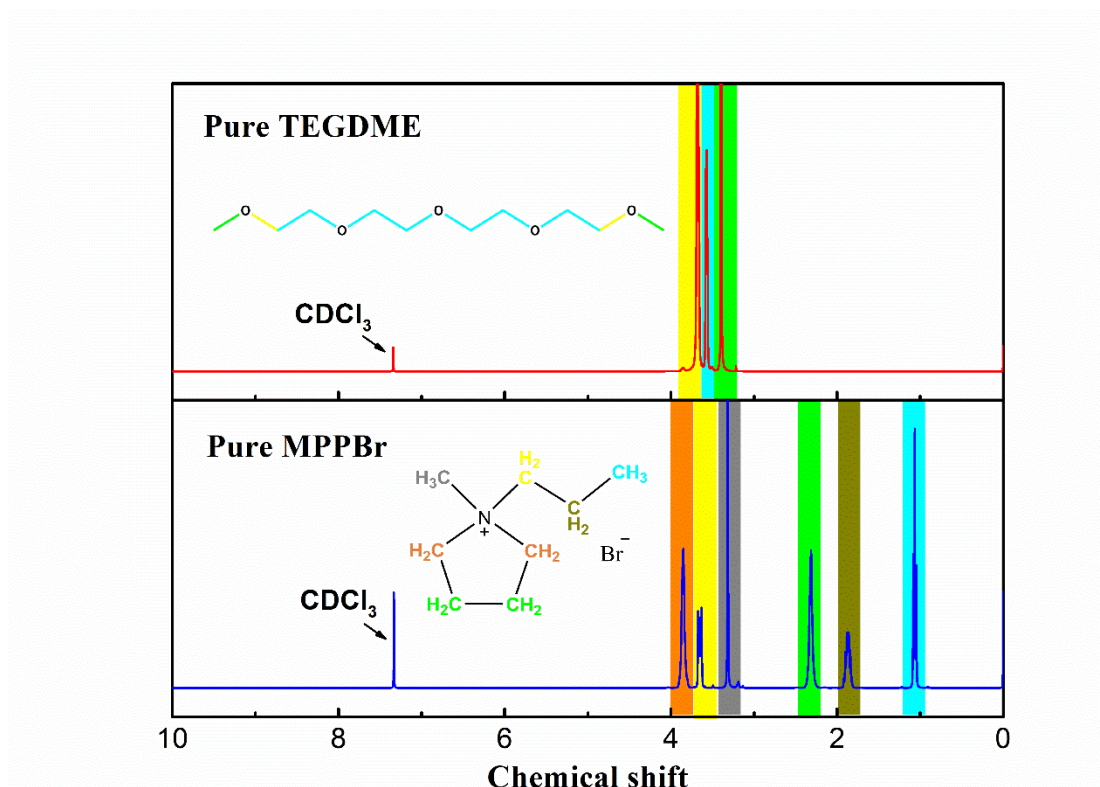 Pure TEGDME
O O O O O
CDCl₃
Pure MPPBr
H₂
H₃C C CH₃
N C
+ H₂
H₂C CH₂ Br⁻
H₂C CH₂
CDCl₃
10 8 6 4 2 0
Chemical shift